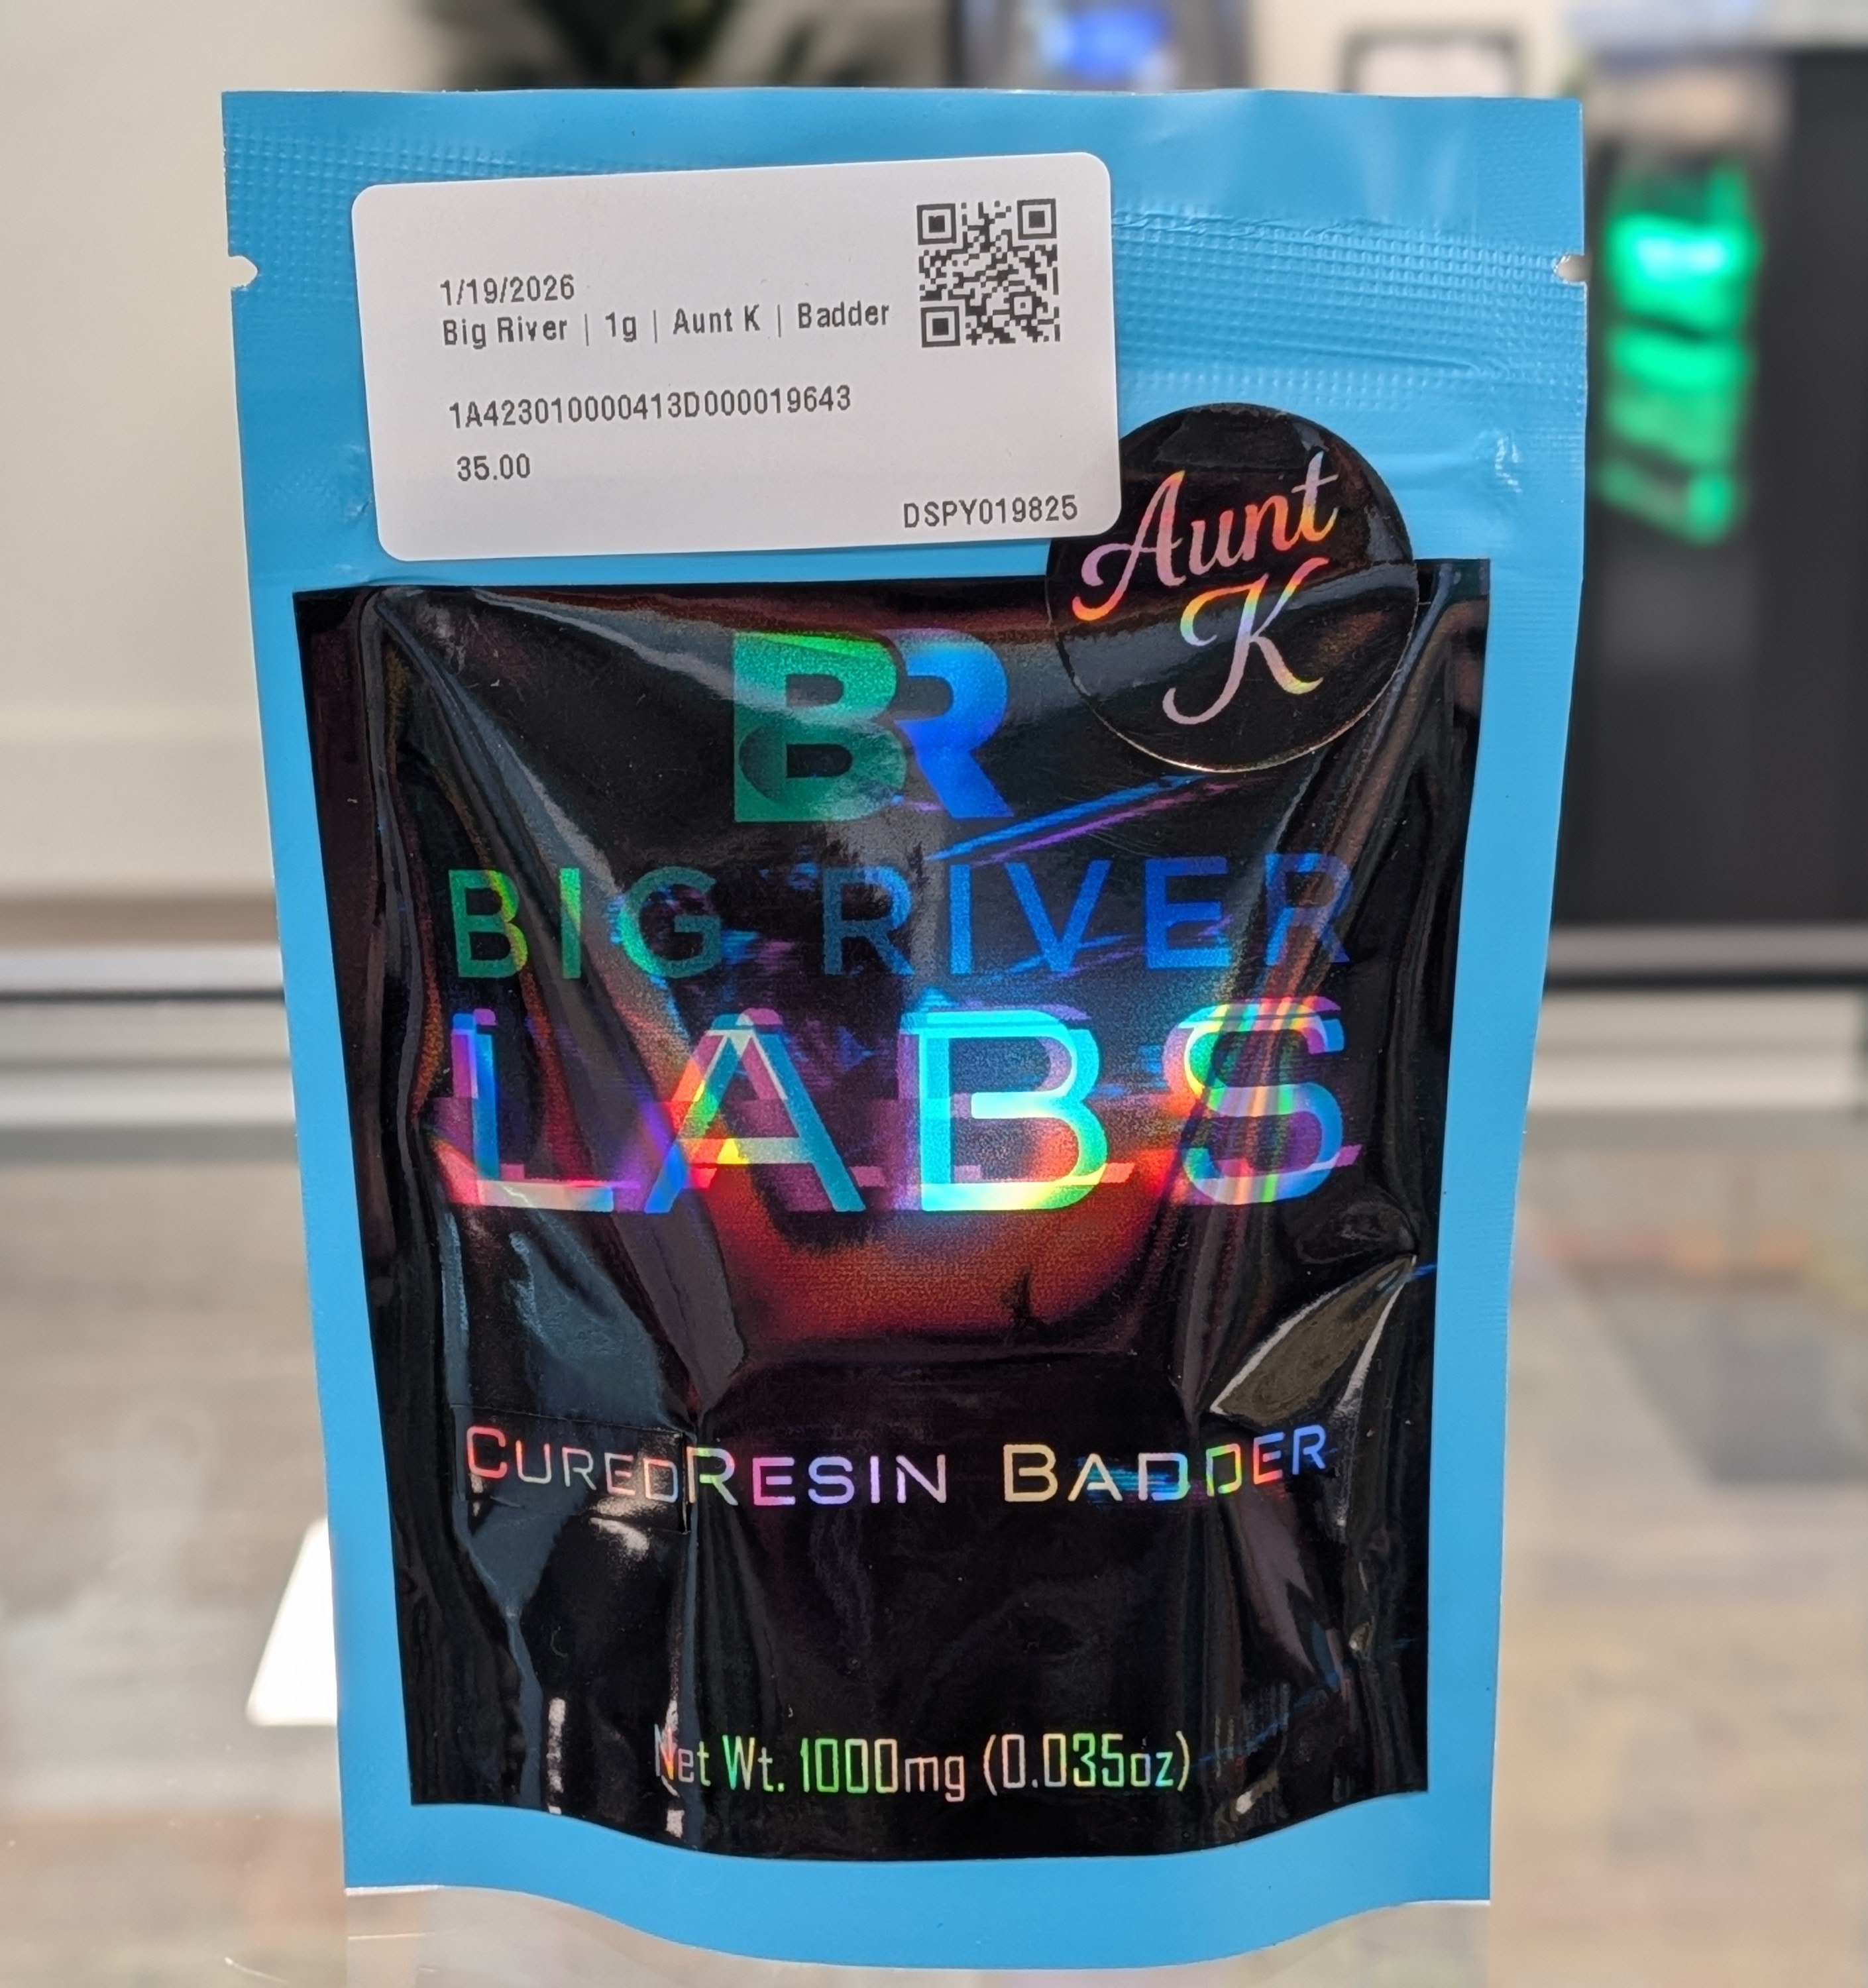 1/19/2026
Big River | 1g | Aunt K | Badder
1A423010000413D000019643
35.00
DSPY019825
Aunt
K
BR
BIG RIVER
LABS
CUREDRESIN BADDER
Net Wt. 1000mg (0.035oz)